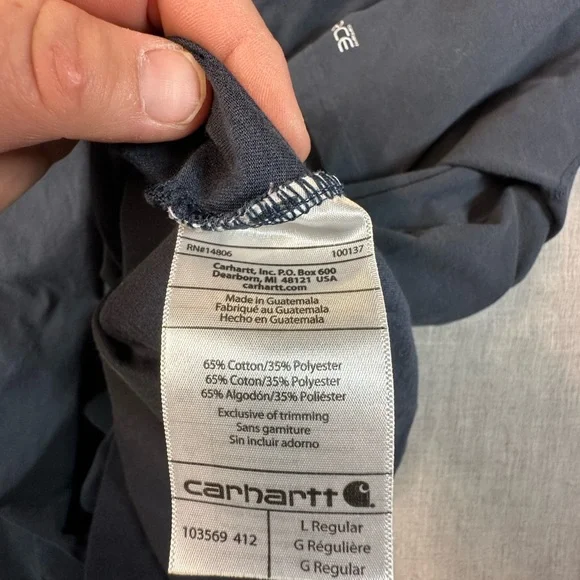 RN#14806 100137
Carhartt, Inc. P.O. Box 600
Dearborn, MI 48121 USA
carhartt.com
Made in Guatemala
Fabriqué au Guatemala
Hecho en Guatemala
65% Cotton/35% Polyester
65% Coton/35% Polyester
65% Algodón/35% Poliéster
Exclusive of trimming
Sans garniture
Sin incluir adorno
carhartt
103569 412
L Regular
G Régulière
G Regular